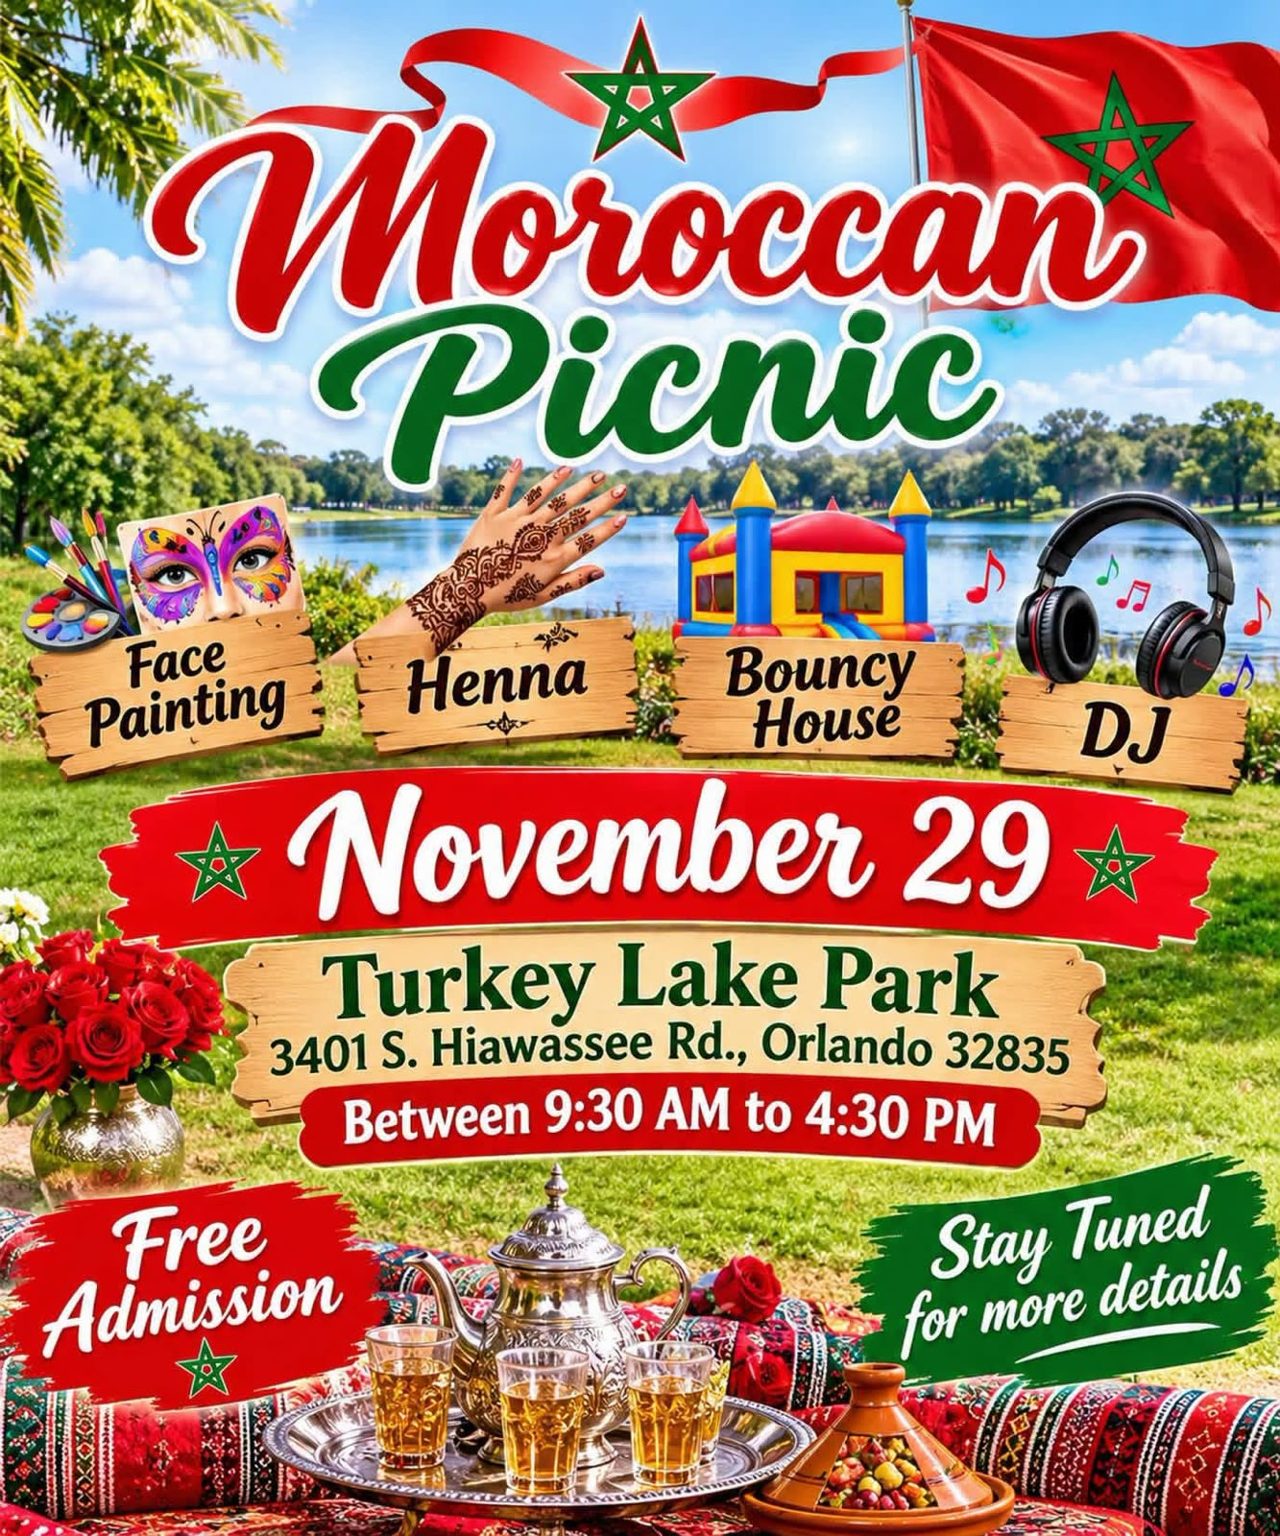 Moroccan
Picnic
Face
Painting
Henna
Bouncy
House
DJ
November 29
Turkey Lake Park
3401 S. Hiawassee Rd., Orlando 32835
Between 9:30 AM to 4:30 PM
Free
Admission
Stay Tuned
for more details